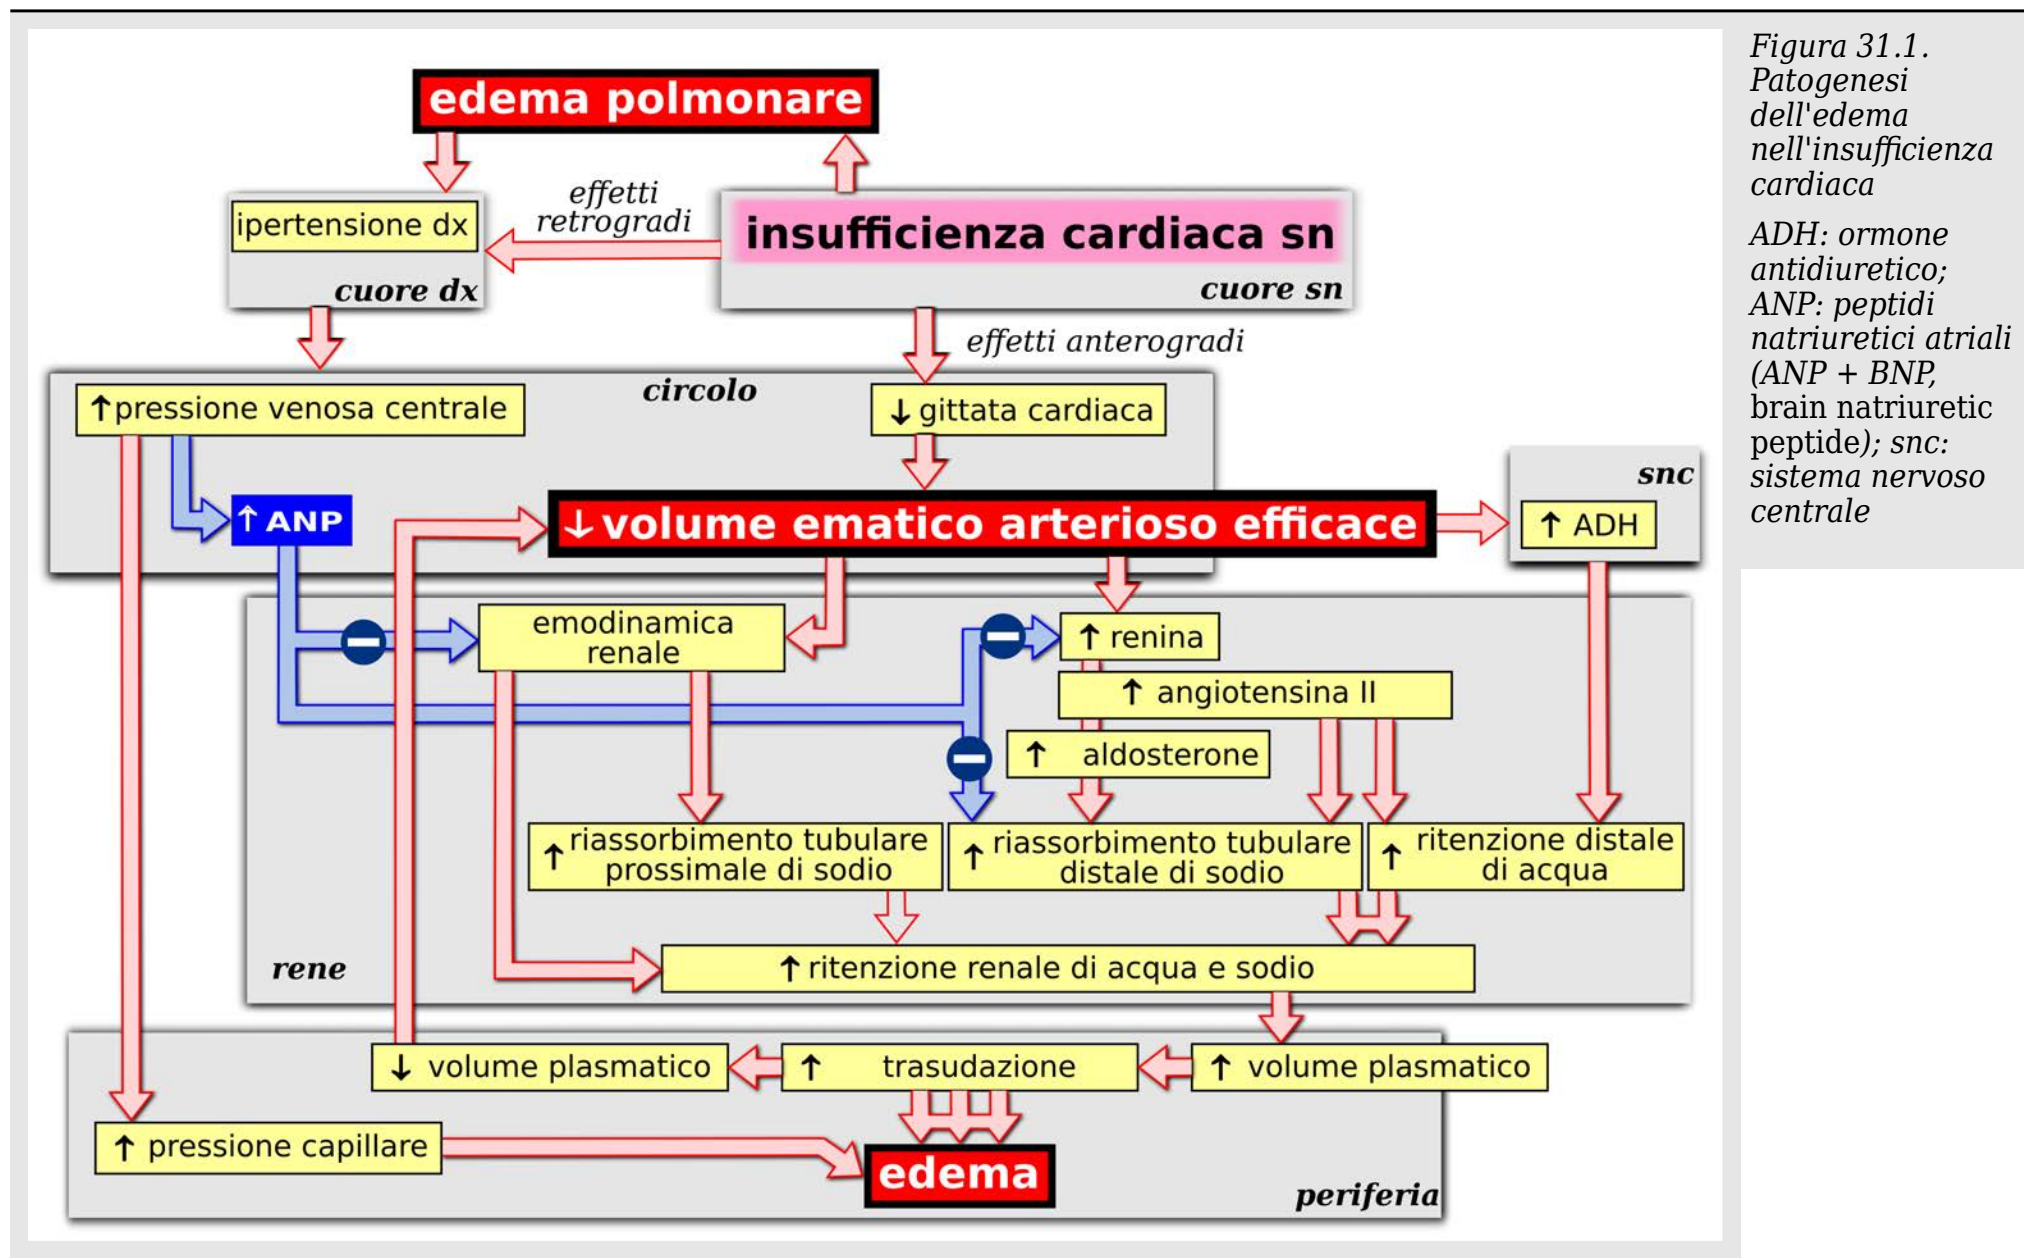 edema polmonare
effetti
retrogradi
ipertensione dx
cuore dx
insufficienza cardiaca sn
cuore sn
effetti anterogradi
circolo
↑pressione venosa centrale
↓ gittata cardiaca
↑ ANP
↓ volume ematico arterioso efficace
snc
↑ ADH
emodinamica
renale
↑ renina
↑ angiotensina II
↑ aldosterone
↑ riassorbimento tubulare
prossimale di sodio
↑ riassorbimento tubulare
distale di sodio
↑ ritenzione distale
di acqua
rene
↑ ritenzione renale di acqua e sodio
↓ volume plasmatico
↑ trasudazione
↑ volume plasmatico
↑ pressione capillare
edema
periferia
Figura 31.1.
Patogenesi
dell'edema
nell'insufficienza
cardiaca
ADH: ormone
antidiuretico;
ANP: peptidi
natriuretici atriali
(ANP + BNP,
brain natriuretic
peptide); snc:
sistema nervoso
centrale